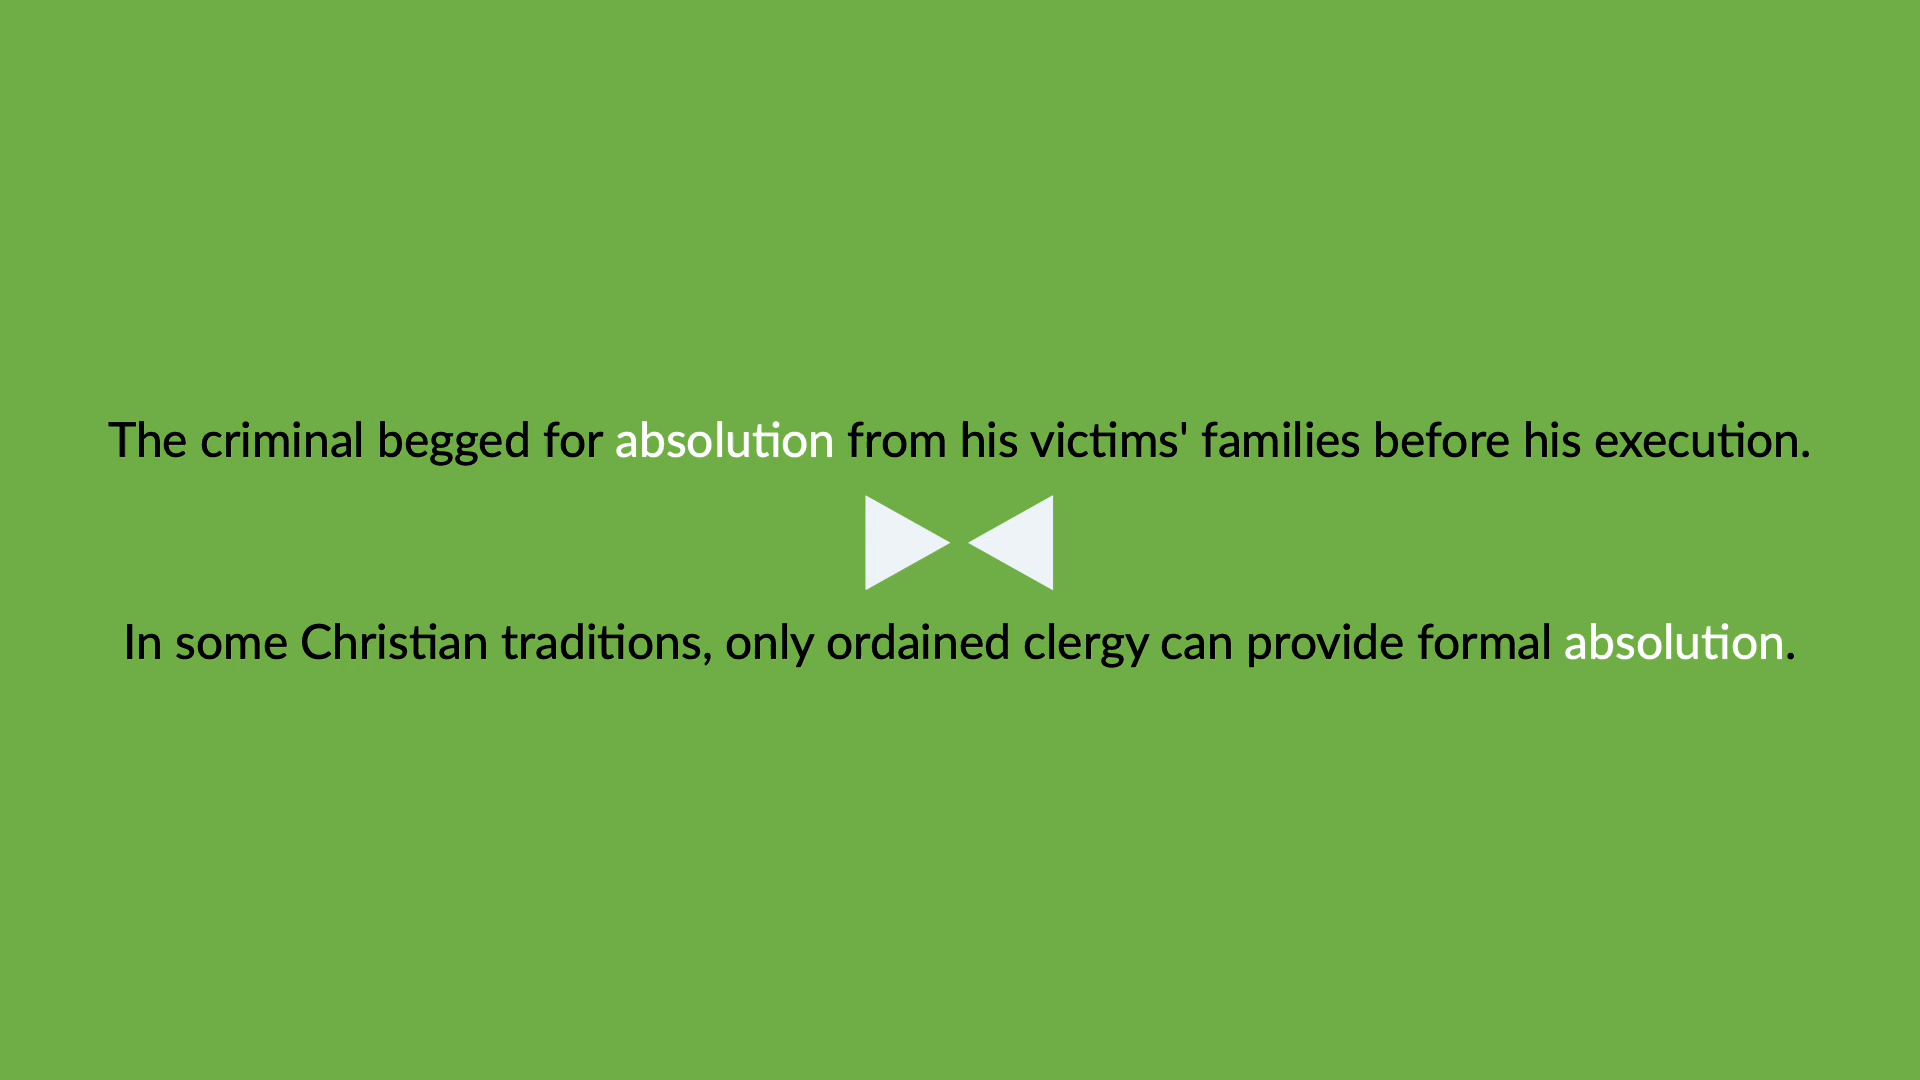 The criminal begged for absolution from his victims' families before his execution.
In some Christian traditions, only ordained clergy can provide formal absolution.